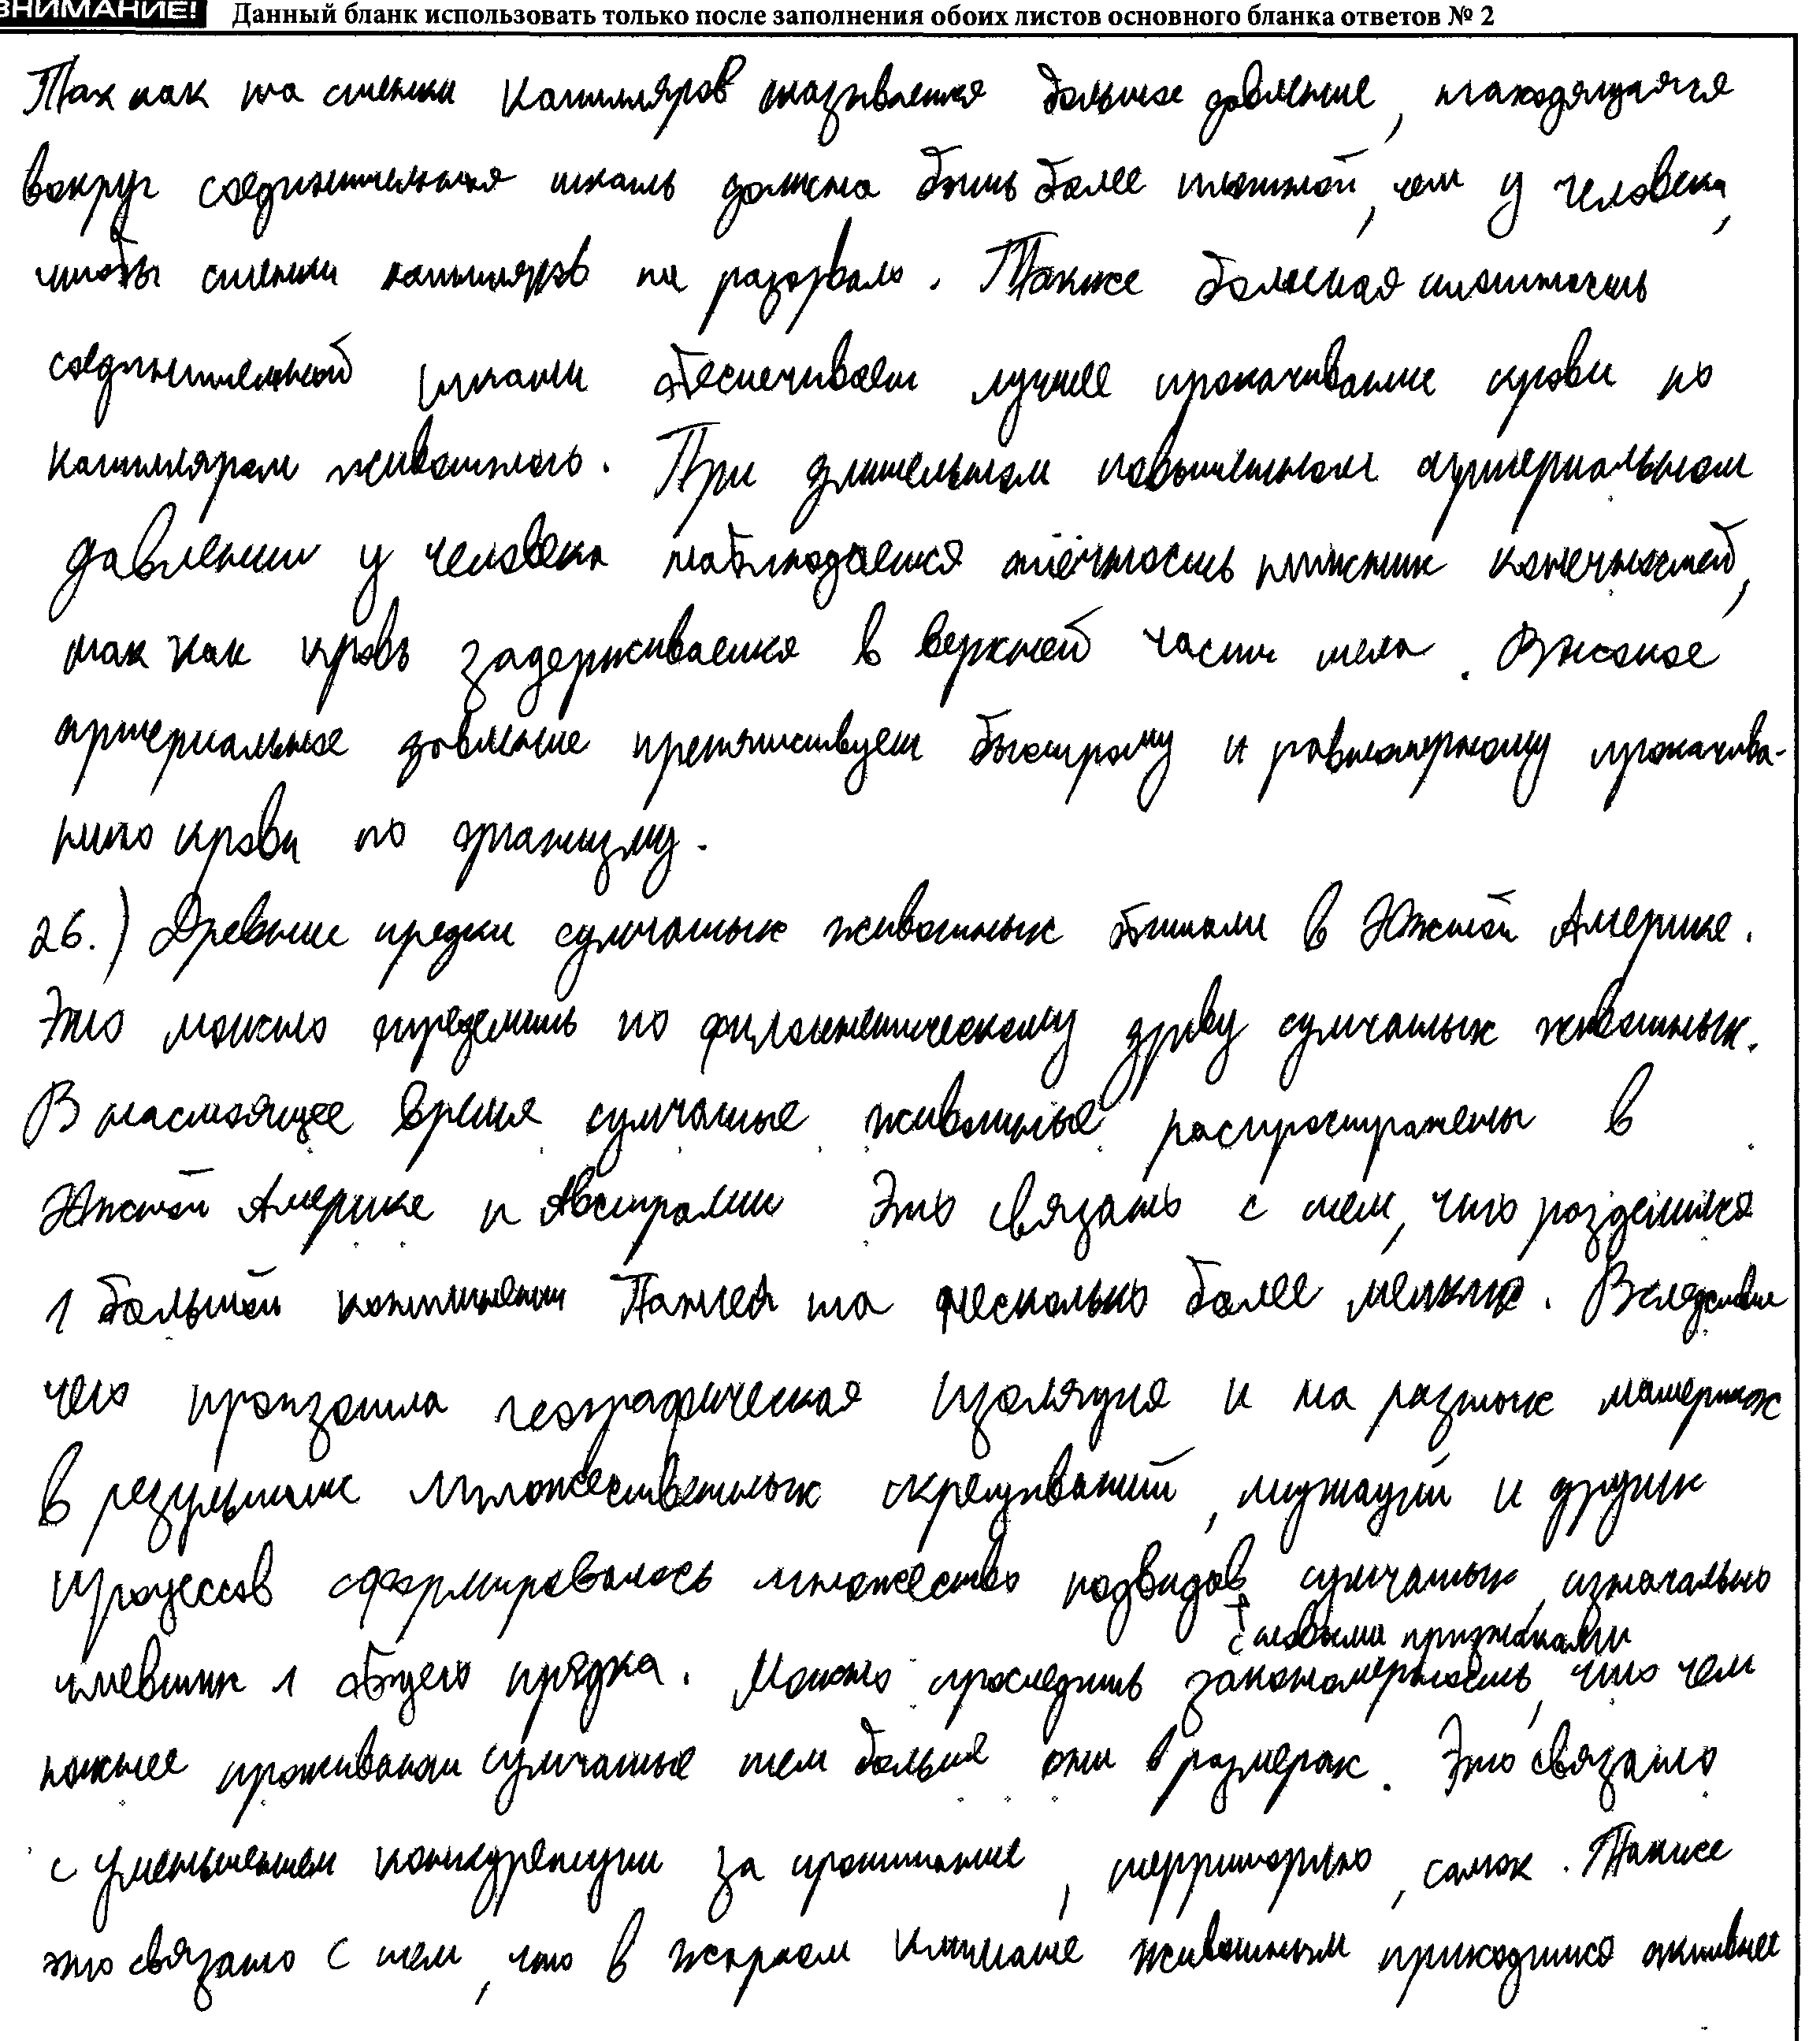 ВНИМАНИЕ! Данный бланк использовать только после заполнения обоих листов основного бланка ответов № 2
Так как на стенки капилляров оказывается большое давление, находящаяся
вокруг соединительная ткань должна быть более плотной, чем у человека,
чтобы стенки капилляров не разорвало. Также большая плотность
соединительной ткани обеспечивает лучшее прокачивание крови по
капиллярам животного. При длительном повышенном артериальном
давлении у человека наблюдается отёчность нижних конечностей,
так как кровь задерживается в верхней части тела. Высокое
артериальное давление препятствует быстрому и равномерному прокачива-
нию крови по организму.
26.) Древние предки сумчатых животных обитали в Южной Америке.
Это можно определить по филогенетическому древу сумчатых животных.
В настоящее время сумчатые животные распространены в
Южной Америке и Австралии Это связано с тем, что разделился
1 большой континент Пангея на несколько более мелких. Вследствие
чего произошла географическая изоляция и на разных материках
в результате множественных скрещиваний, мутаций и других
процессов сформировалось множество подвидов сумчатых, изначально
с новыми признаками
имевших 1 общего предка. Можно проследить закономерность, что чем
южнее проживают сумчатые тем больше они в размерах. Это связано
с уменьшением конкуренции за пропитание, территорию, самок. Также
это связано с тем, что в жарком климате животным приходится активнее